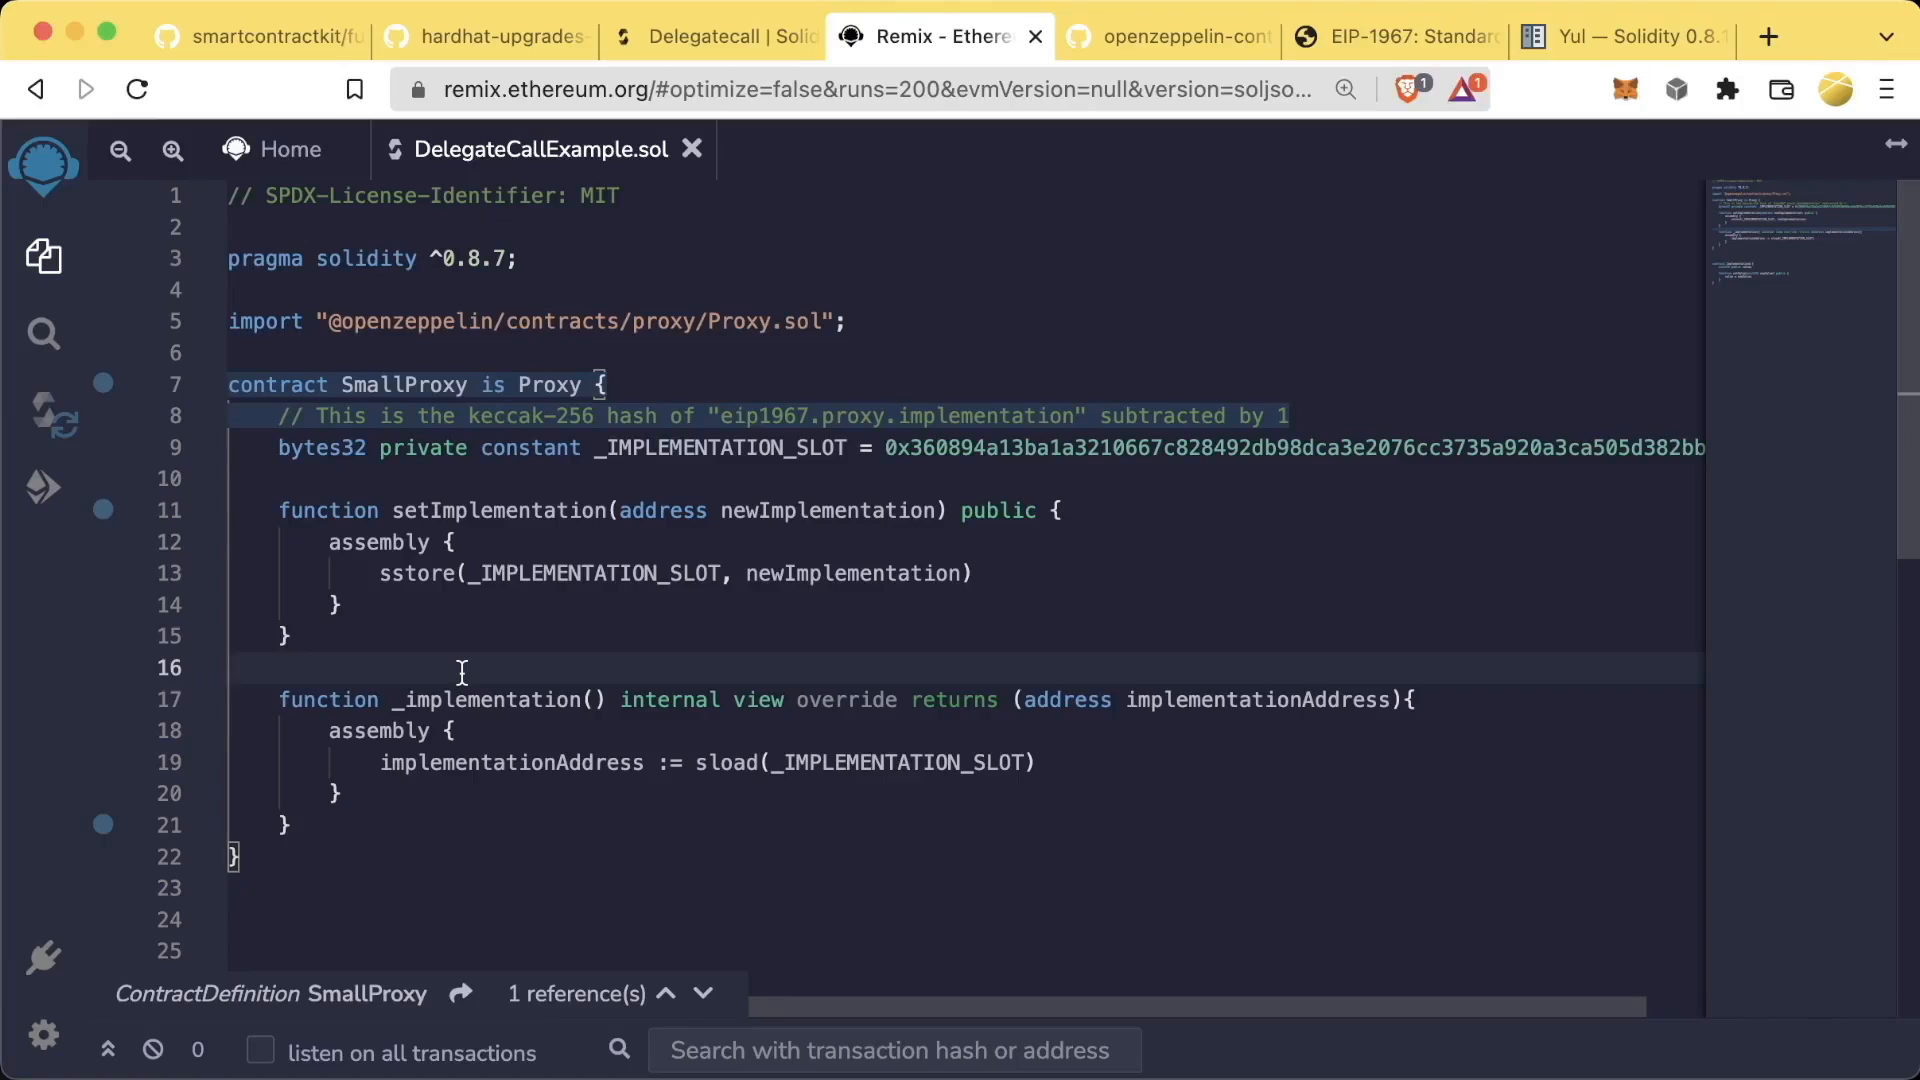 smartcontractkit/fu
hardhat-upgrades-
Delegatecall | Solid
Remix - Ethere
openzeppelin-cont
EIP-1967: Standard
Yul — Solidity 0.8.1
remix.ethereum.org/#optimize=false&runs=200&evmVersion=null&version=soljso...
1
1
Home
DelegateCallExample.sol
1 // SPDX-License-Identifier: MIT
2
3 pragma solidity ^0.8.7;
4
5 import "@openzeppelin/contracts/proxy/Proxy.sol";
6
7 contract SmallProxy is Proxy {
8 // This is the keccak-256 hash of "eip1967.proxy.implementation" subtracted by 1
9 bytes32 private constant _IMPLEMENTATION_SLOT = 0x360894a13ba1a3210667c828492db98dca3e2076cc3735a920a3ca505d382bb
10
11 function setImplementation(address newImplementation) public {
12 assembly {
13 sstore(_IMPLEMENTATION_SLOT, newImplementation)
14 }
15 }
16
17 function _implementation() internal view override returns (address implementationAddress){
18 assembly {
19 implementationAddress := sload(_IMPLEMENTATION_SLOT)
20 }
21 }
22 }
23
24
25
ContractDefinition SmallProxy 1 reference(s)
0 listen on all transactions Search with transaction hash or address